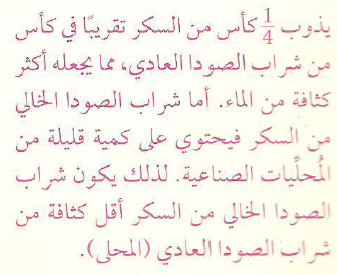 يذوب 1/4 كأس من السكر تقريبًا في كأس
من شراب الصودا العادي، مما يجعله أكثر
كثافة من الماء. أما شراب الصودا الخالي
من السكر فيحتوي على كمية قليلة من
المُحلِّيات الصناعية. لذلك يكون شراب
الصودا الخالي من السكر أقل كثافة من
شراب الصودا العادي (المحلى).